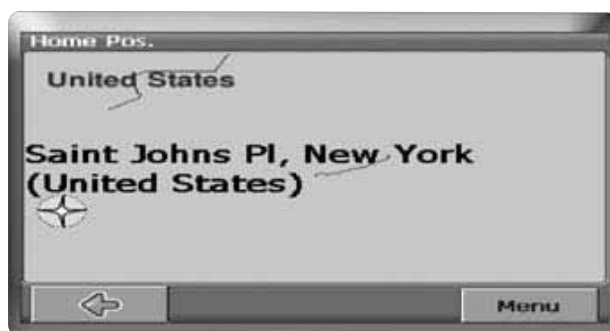 Home Pos.
United States
Saint Johns Pl, New York
(United States)
Menu